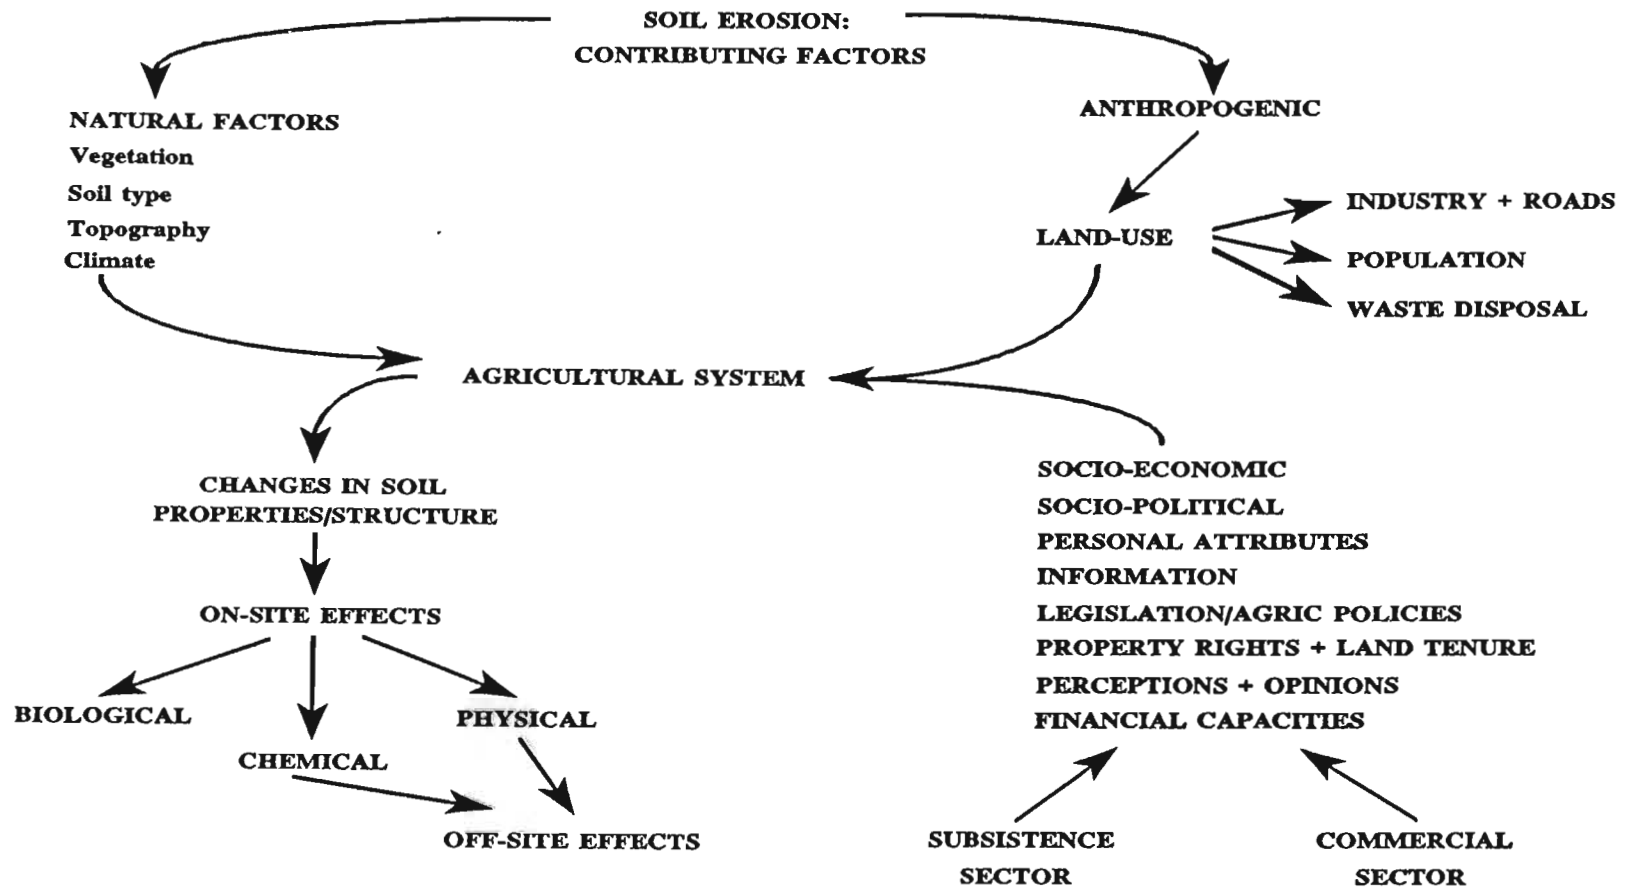 SOIL EROSION:
CONTRIBUTING FACTORS
NATURAL FACTORS
Vegetation
Soil type
Topography
Climate
ANTHROPOGENIC
LAND-USE
INDUSTRY + ROADS
POPULATION
WASTE DISPOSAL
AGRICULTURAL SYSTEM
CHANGES IN SOIL
PROPERTIES/STRUCTURE
ON-SITE EFFECTS
BIOLOGICAL
PHYSICAL
CHEMICAL
OFF-SITE EFFECTS
SOCIO-ECONOMIC
SOCIO-POLITICAL
PERSONAL ATTRIBUTES
INFORMATION
LEGISLATION/AGRIC POLICIES
PROPERTY RIGHTS + LAND TENURE
PERCEPTIONS + OPINIONS
FINANCIAL CAPACITIES
SUBSISTENCE
SECTOR
COMMERCIAL
SECTOR